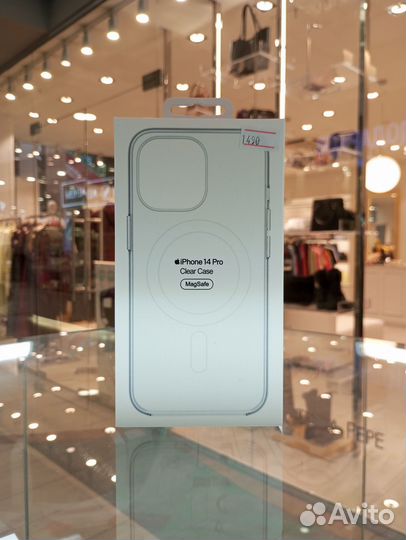 1490
iPhone 14 Pro
Clear Case
MagSafe
PEPE
Avito